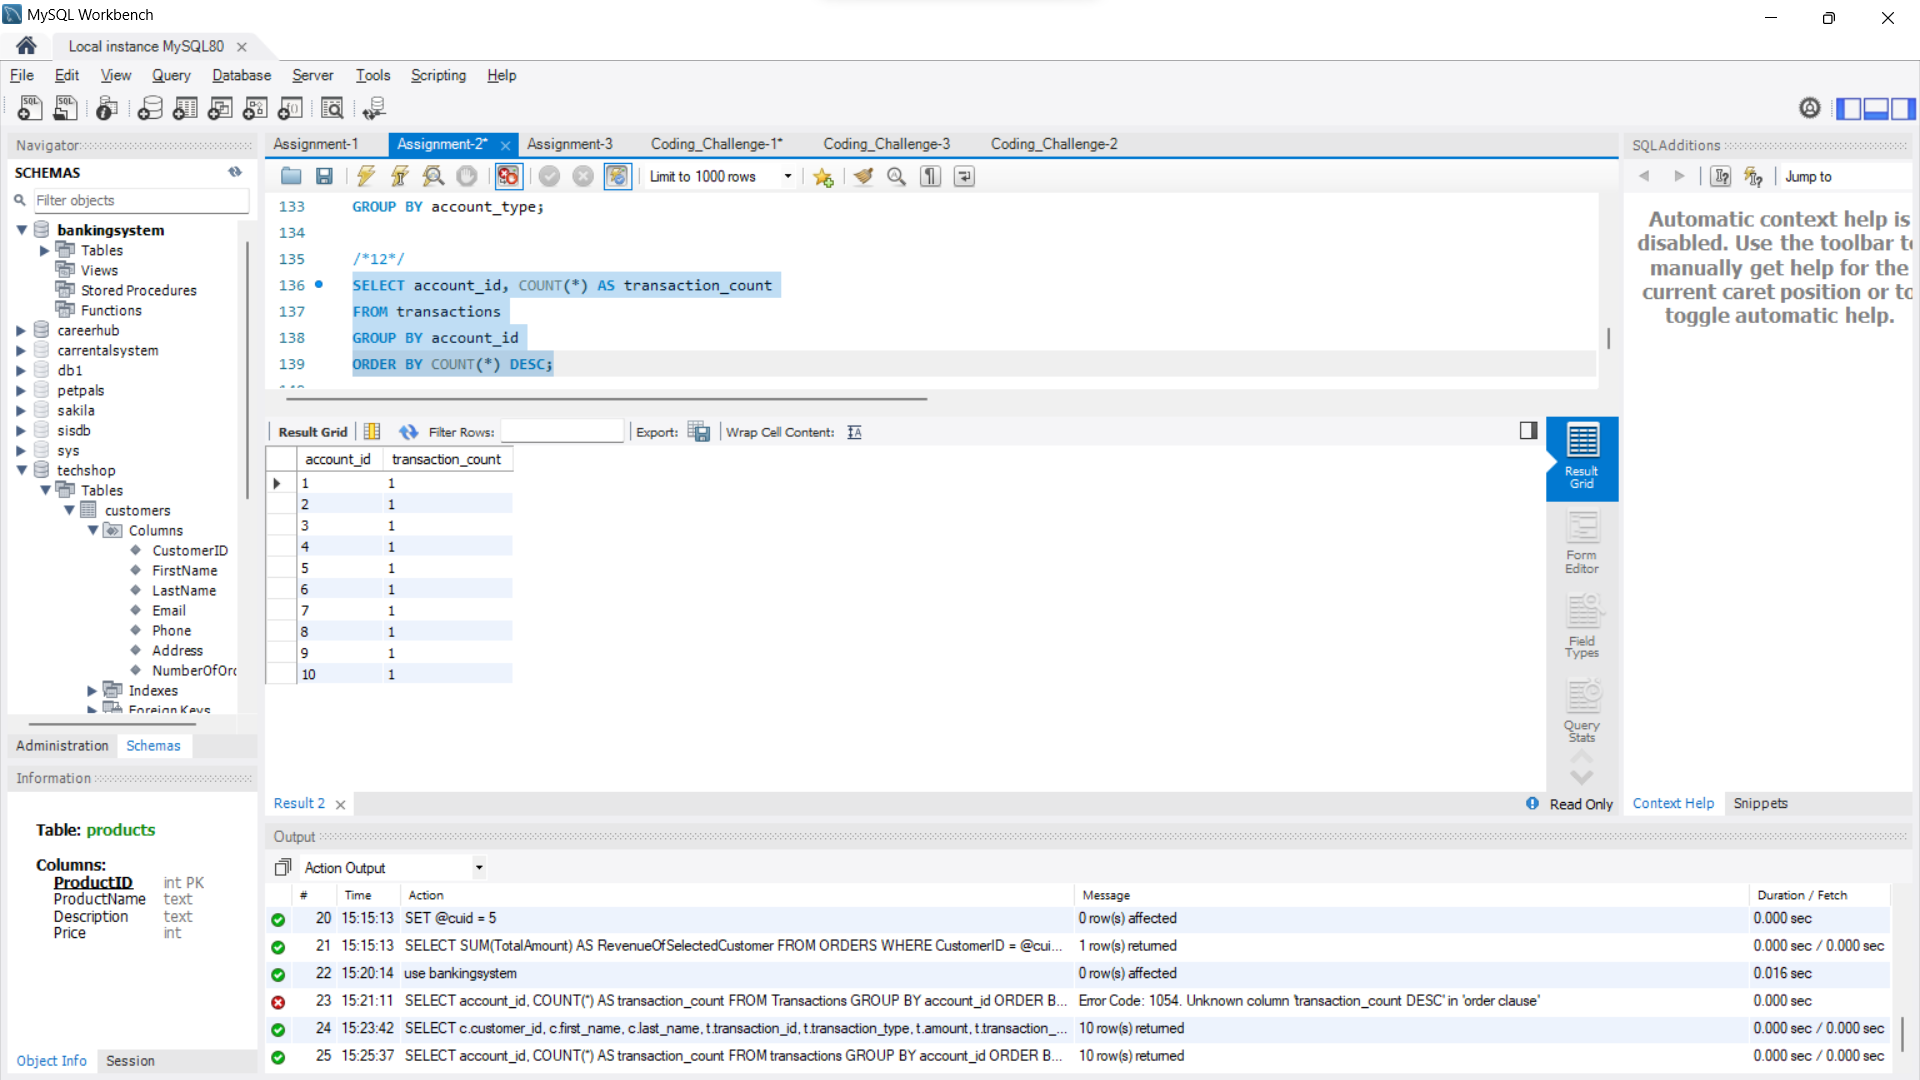 MySQL Workbench
Local instance MySQL80
File Edit View Query Database Server Tools Scripting Help
Navigator
SCHEMAS
Filter objects
bankingsystem
Tables
Views
Stored Procedures
Functions
careerhub
carrentalsystem
db1
petpals
sakila
sisdb
sys
techshop
Tables
customers
Columns
CustomerID
FirstName
LastName
Email
Phone
Address
NumberOfOrd
Indexes
Foreign Keys
Administration Schemas
Information
Table: products
Columns:
ProductID int PK
ProductName text
Description text
Price int
Object Info Session
Assignment-1 Assignment-2* Assignment-3 Coding_Challenge-1* Coding_Challenge-3 Coding_Challenge-2
Limit to 1000 rows
133 GROUP BY account_type;
134
135 /*12*/
136 SELECT account_id, COUNT(*) AS transaction_count
137 FROM transactions
138 GROUP BY account_id
139 ORDER BY COUNT(*) DESC;
Result Grid Filter Rows: Export: Wrap Cell Content:
account_id transaction_count
1 1
2 1
3 1
4 1
5 1
6 1
7 1
8 1
9 1
10 1
Result Grid
Form Editor
Field Types
Query Stats
Result 2 Read Only
SQLAdditions
Jump to
Automatic context help is
disabled. Use the toolbar to
manually get help for the
current caret position or to
toggle automatic help.
Context Help Snippets
Output
Action Output
# Time Action Message Duration / Fetch
20 15:15:13 SET @cuid = 5 0 row(s) affected 0.000 sec
21 15:15:13 SELECT SUM(TotalAmount) AS RevenueOfSelectedCustomer FROM ORDERS WHERE CustomerID = @cui... 1 row(s) returned 0.000 sec / 0.000 sec
22 15:20:14 use bankingsystem 0 row(s) affected 0.016 sec
23 15:21:11 SELECT account_id, COUNT(*) AS transaction_count FROM Transactions GROUP BY account_id ORDER B... Error Code: 1054. Unknown column 'transaction_count DESC' in 'order clause' 0.000 sec
24 15:23:42 SELECT c.customer_id, c.first_name, c.last_name, t.transaction_id, t.transaction_type, t.amount, t.transaction_... 10 row(s) returned 0.000 sec / 0.000 sec
25 15:25:37 SELECT account_id, COUNT(*) AS transaction_count FROM transactions GROUP BY account_id ORDER B... 10 row(s) returned 0.000 sec / 0.000 sec